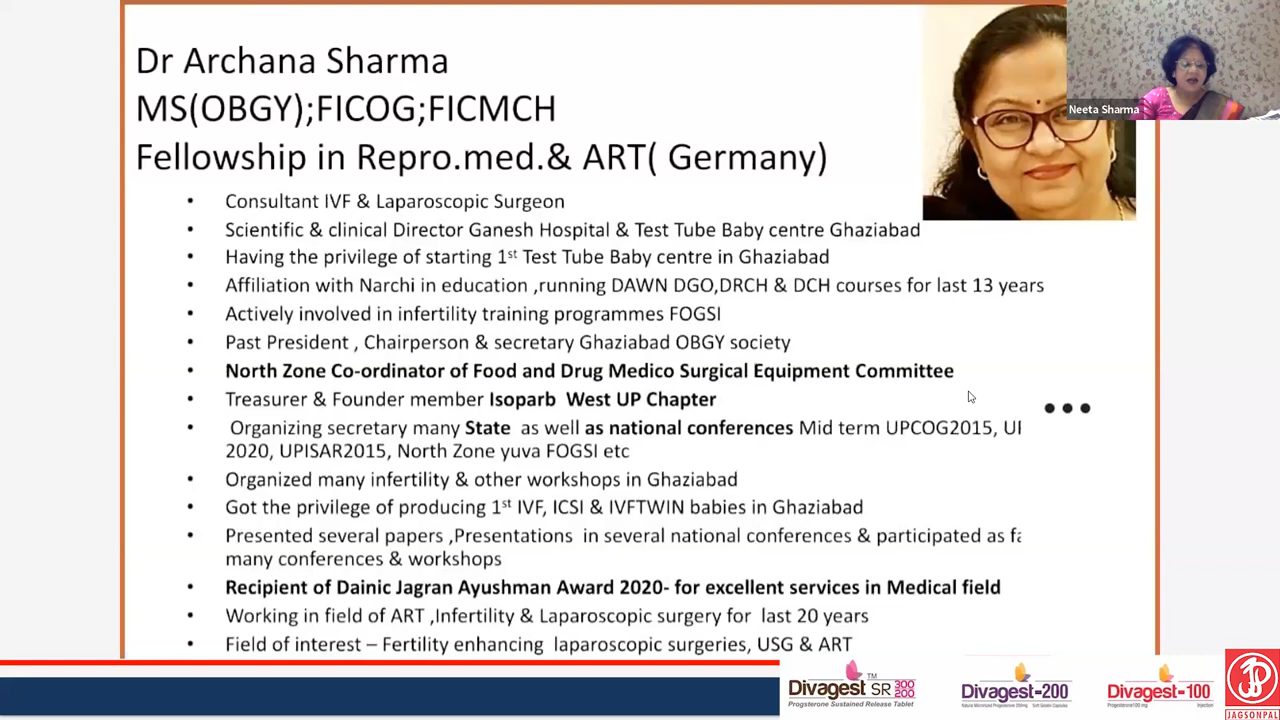 Dr Archana Sharma
MS(OBGY);FICOG;FICMCH
Fellowship in Repro.med.& ART( Germany)
Neeta Sharma
• Consultant IVF & Laparoscopic Surgeon
• Scientific & clinical Director Ganesh Hospital & Test Tube Baby centre Ghaziabad
• Having the privilege of starting 1st Test Tube Baby centre in Ghaziabad
• Affiliation with Narchi in education ,running DAWN DGO,DRCH & DCH courses for last 13 years
• Actively involved in infertility training programmes FOGSI
• Past President , Chairperson & secretary Ghaziabad OBGY society
• North Zone Co-ordinator of Food and Drug Medico Surgical Equipment Committee
• Treasurer & Founder member Isoparb West UP Chapter
• Organizing secretary many State as well as national conferences Mid term UPCOG2015,
2020, UPISAR2015, North Zone yuva FOGSI etc
• Organized many infertility & other workshops in Ghaziabad
• Got the privilege of producing 1st IVF, ICSI & IVFTWIN babies in Ghaziabad
• Presented several papers ,Presentations in several national conferences & participated as
many conferences & workshops
• Recipient of Dainic Jagran Ayushman Award 2020- for excellent services in Medical field
• Working in field of ART ,Infertility & Laparoscopic surgery for last 20 years
• Field of interest – Fertility enhancing laparoscopic surgeries, USG & ART
Divagest SR 300 200 TM
Progsterone Sustained Release Tablet
Divagest-200
Natural Micronized Progesterone 200mg Soft Gelatin Capsules
Divagest-100
Progesterone100 mg Injection
JAGSONPAL